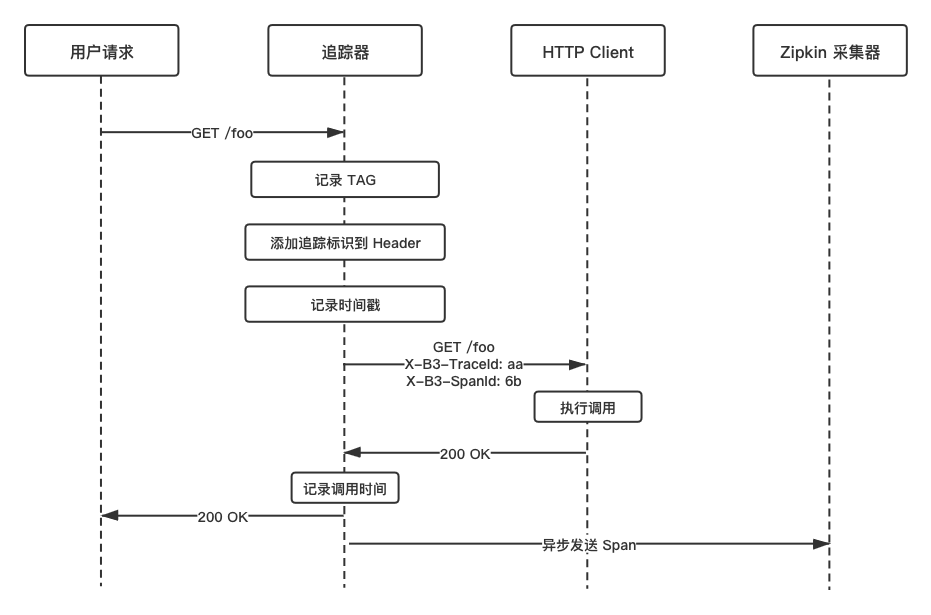 用户请求
追踪器
HTTP Client
Zipkin 采集器
GET /foo
记录 TAG
添加追踪标识到 Header
记录时间戳
GET /foo
X-B3-TraceId: aa
X-B3-SpanId: 6b
执行调用
200 OK
记录调用时间
200 OK
异步发送 Span